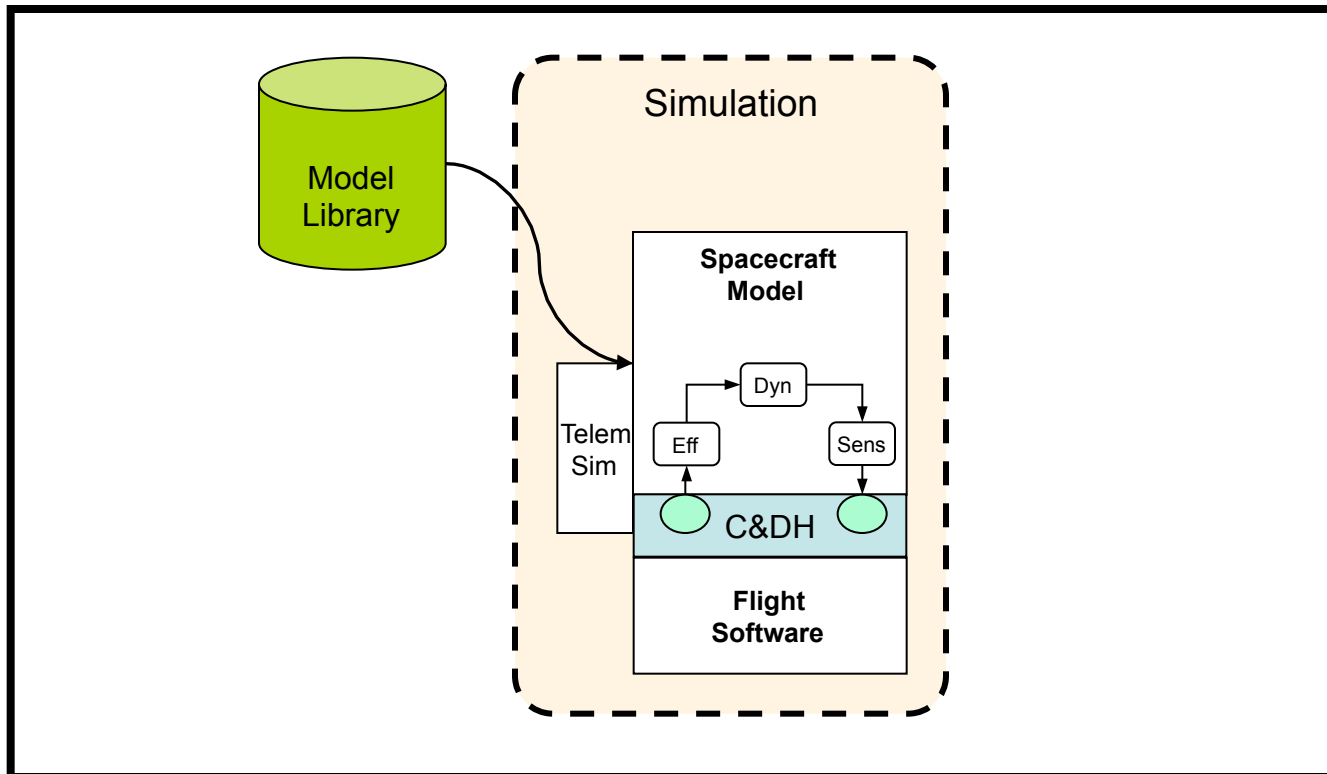 Simulation
Model
Library
Spacecraft
Model
Dyn
Eff
Sens
Telem
Sim
C&DH
Flight
Software